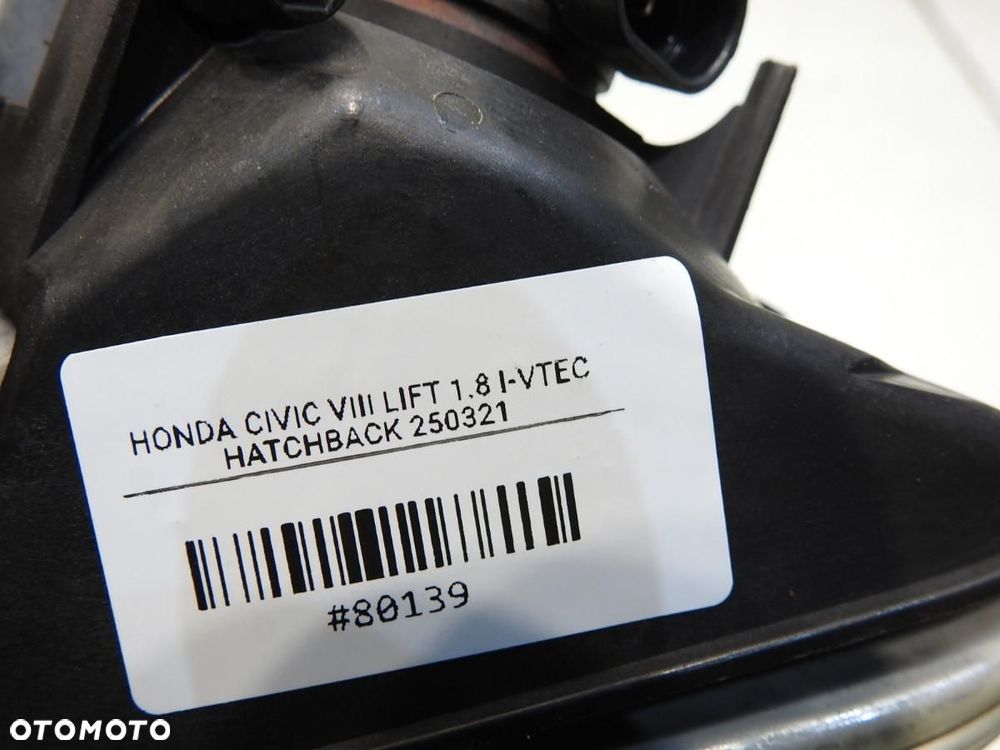 HONDA CIVIC VIII LIFT 1.8 I-VTEC
HATCHBACK 250321
#80139
OTOMOTO